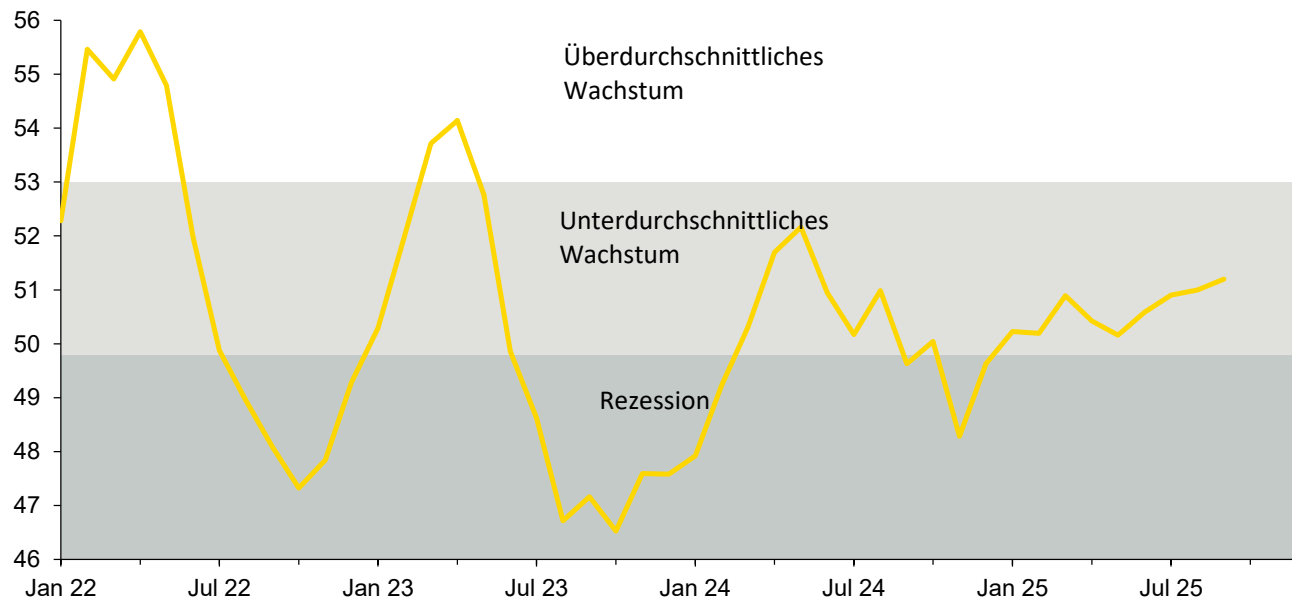 56
55
54
53
52
51
50
49
48
47
46
Überdurchschnittliches
Wachstum
Unterdurchschnittliches
Wachstum
Rezession
Jan 22 Jul 22 Jan 23 Jul 23 Jan 24 Jul 24 Jan 25 Jul 25